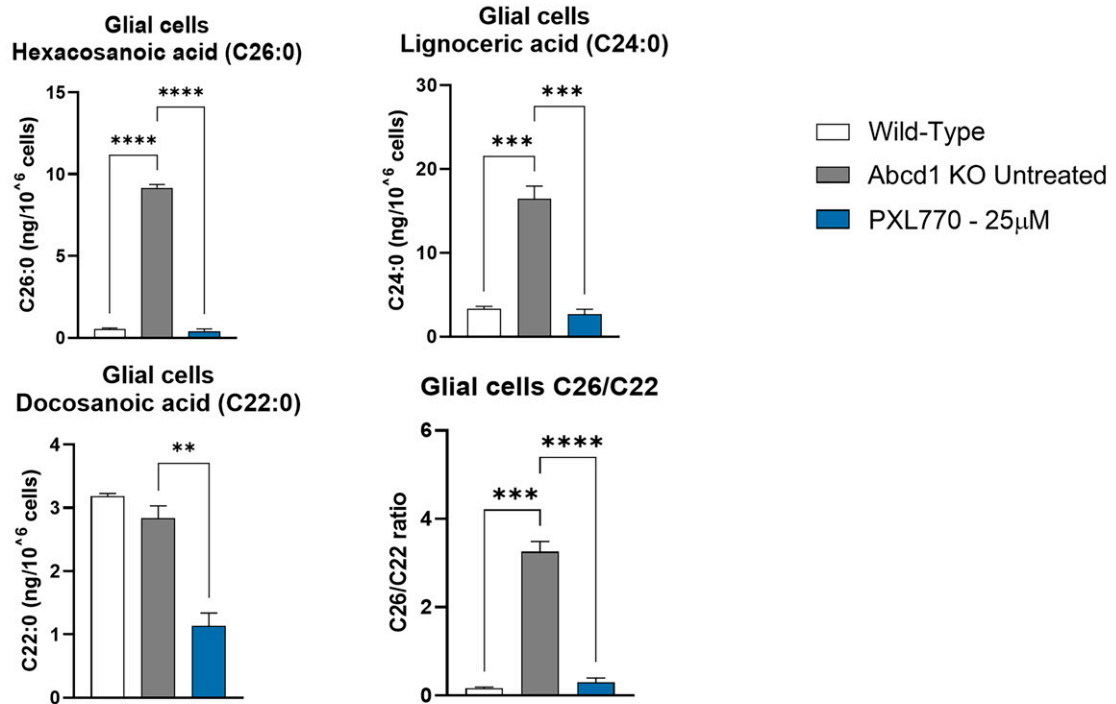 Glial cells
Hexacosanoic acid (C26:0)
C26:0 (ng/10^6 cells)
15
10
5
0
****
****
Glial cells
Lignoceric acid (C24:0)
C24:0 (ng/10^6 cells)
30
20
10
0
***
***
Wild-Type
Abcd1 KO Untreated
PXL770 - 25μM
Glial cells
Docosanoic acid (C22:0)
C22:0 (ng/10^6 cells)
4
3
2
1
0
**
Glial cells C26/C22
C26/C22 ratio
6
4
2
0
***
****